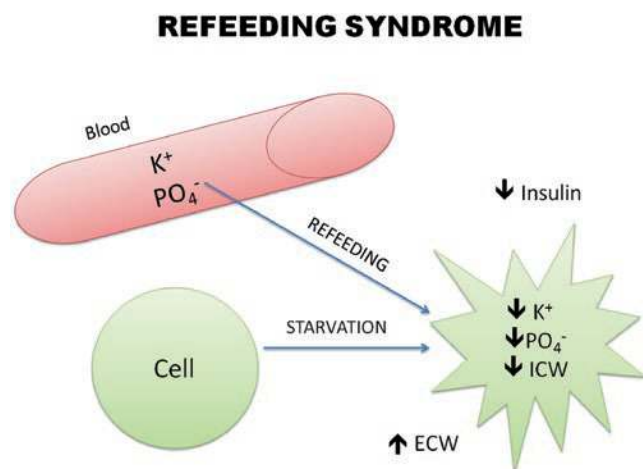 REFEEDING SYNDROME
Blood
K⁺
PO₄⁻
🡇 Insulin
REFEEDING
STARVATION
Cell
🡇 K⁺
🡇 PO₄⁻
🡇 ICW
🡅 ECW